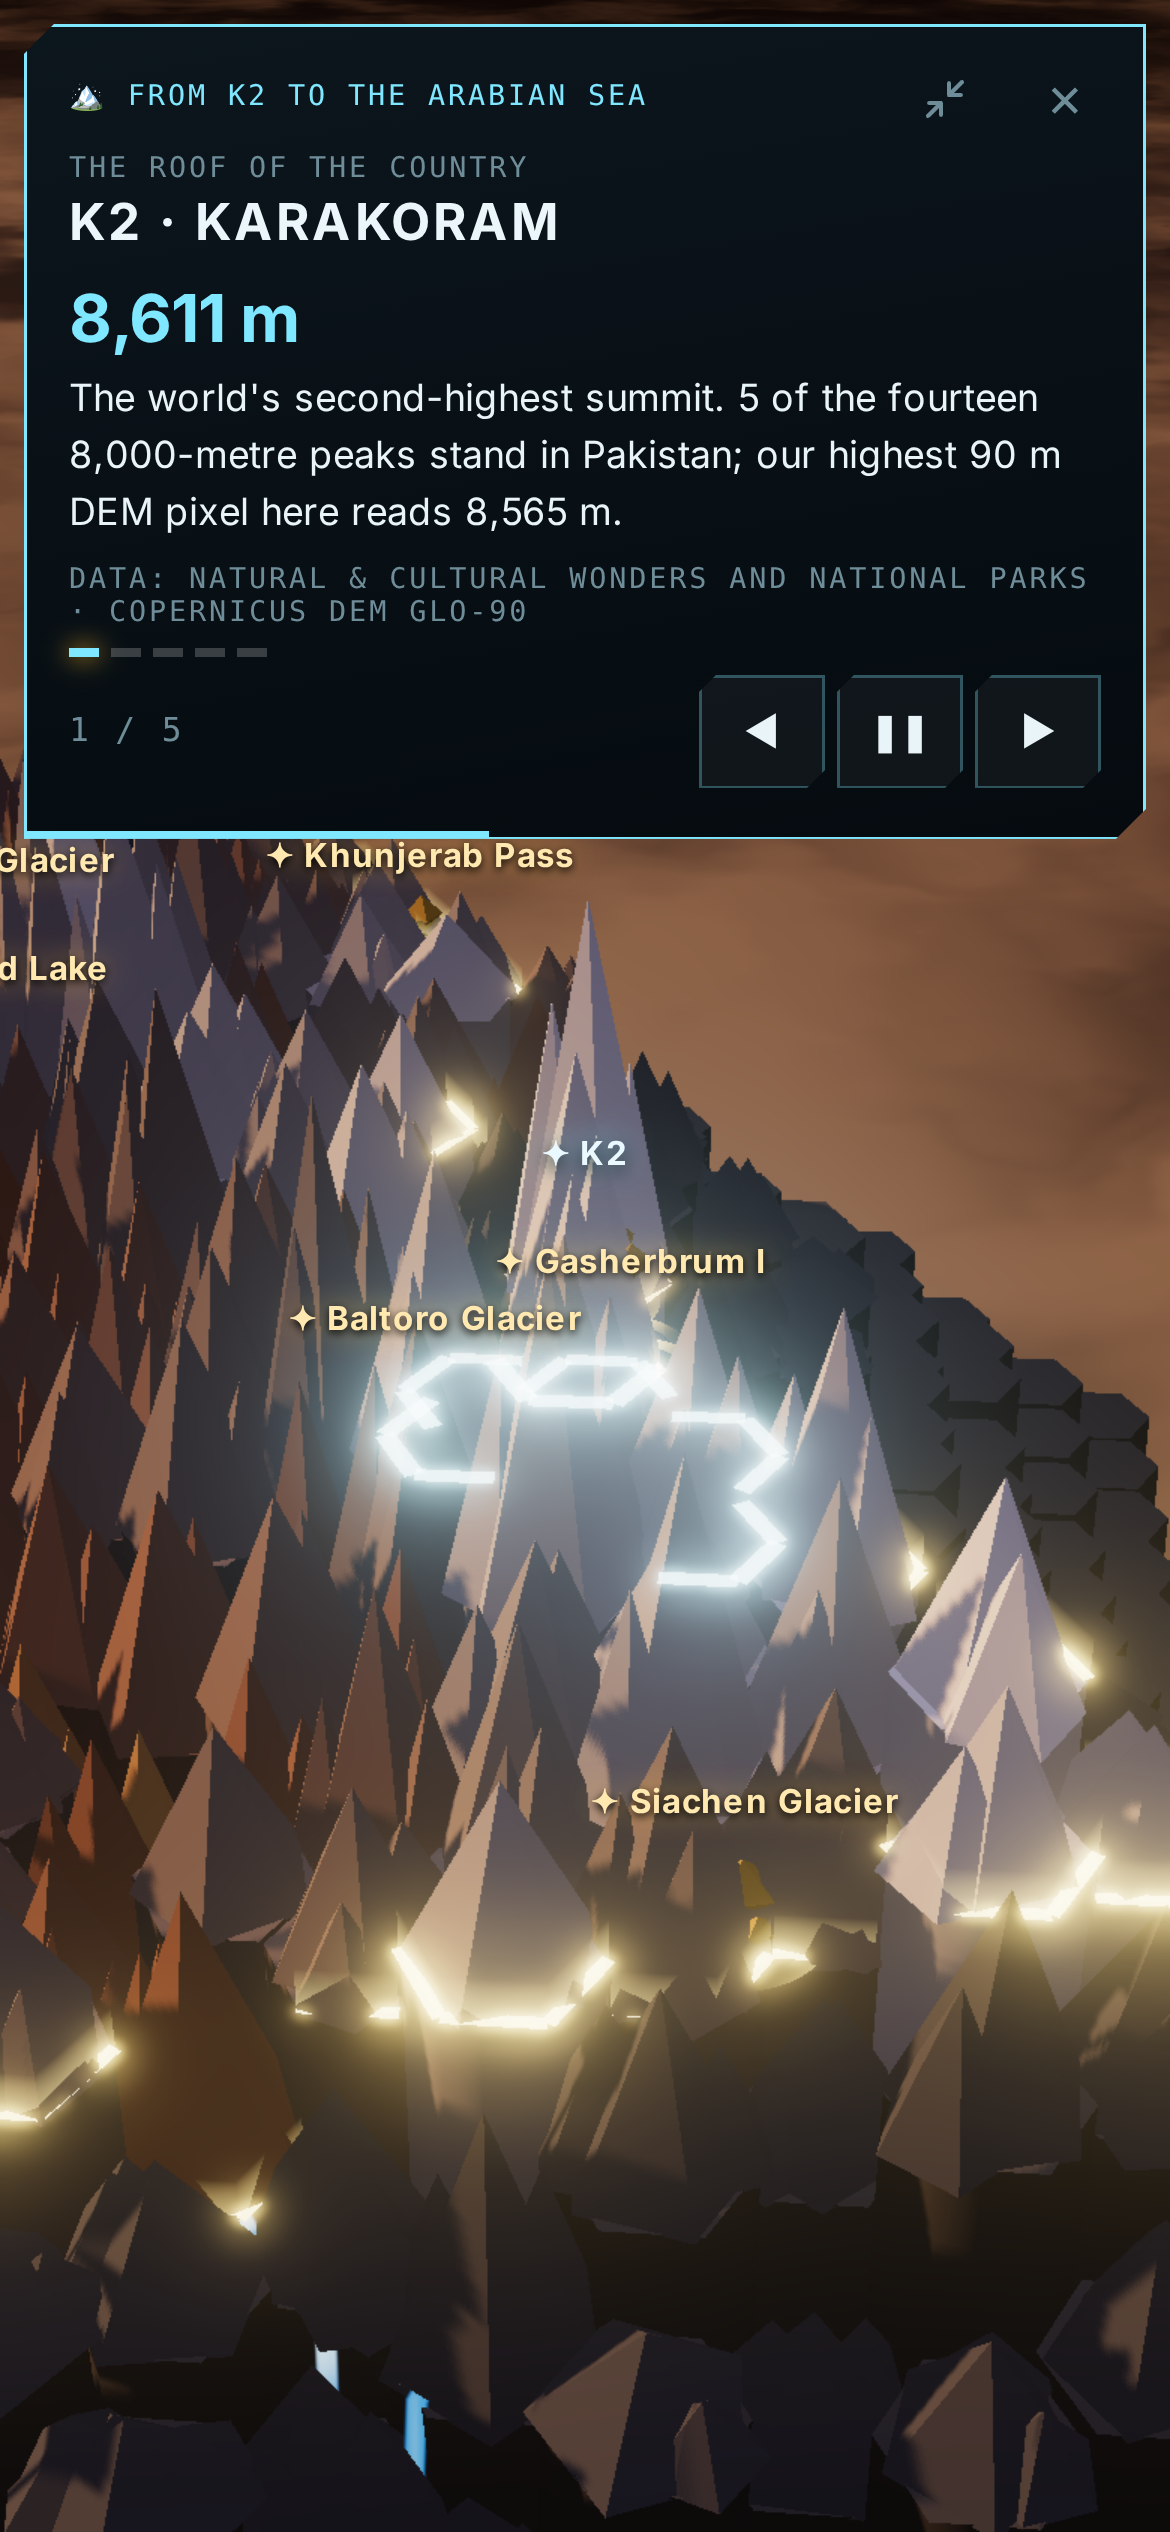 FROM K2 TO THE ARABIAN SEA
THE ROOF OF THE COUNTRY
K2 · KARAKORAM
8,611 m
The world's second-highest summit. 5 of the fourteen
8,000-metre peaks stand in Pakistan; our highest 90 m
DEM pixel here reads 8,565 m.
DATA: NATURAL & CULTURAL WONDERS AND NATIONAL PARKS
· COPERNICUS DEM GLO-90
1 / 5
Glacier
✦ Khunjerab Pass
d Lake
✦ K2
✦ Gasherbrum I
✦ Baltoro Glacier
✦ Siachen Glacier